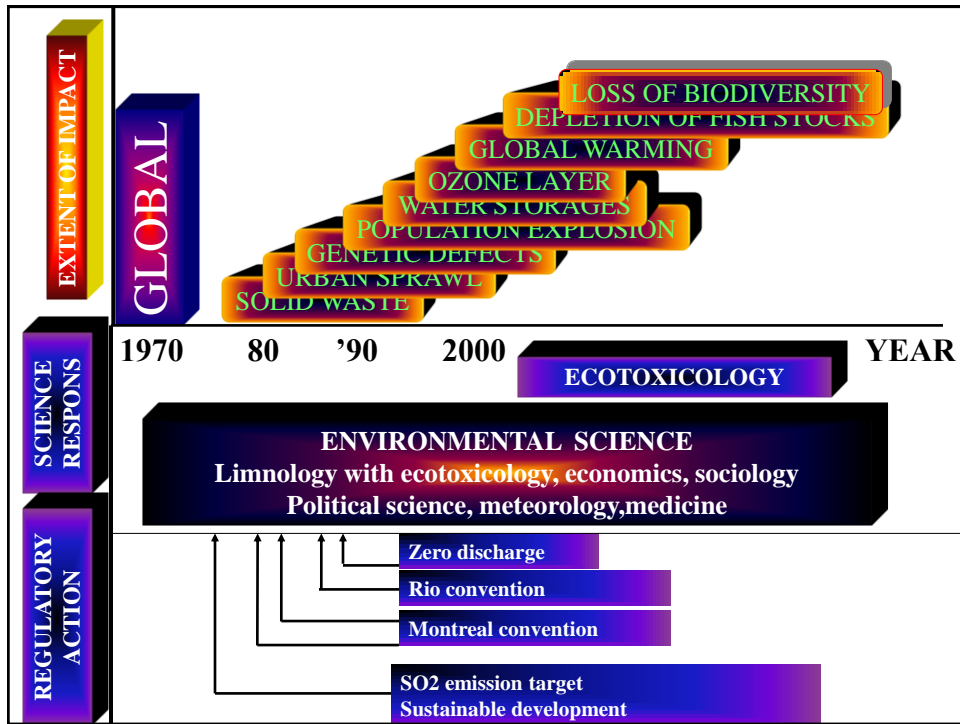 EXTENT OF IMPACT
GLOBAL
LOSS OF BIODIVERSITY
DEPLETION OF FISH STOCKS
GLOBAL WARMING
OZONE LAYER
WATER STORAGES
POPULATION EXPLOSION
GENETIC DEFECTS
URBAN SPRAWL
SOLID WASTE
1970 80 ’90 2000 YEAR
SCIENCE
RESPONS
ECOTOXICOLOGY
ENVIRONMENTAL SCIENCE
Limnology with ecotoxicology, economics, sociology
Political science, meteorology,medicine
REGULATORY
ACTION
Zero discharge
Rio convention
Montreal convention
SO2 emission target
Sustainable development